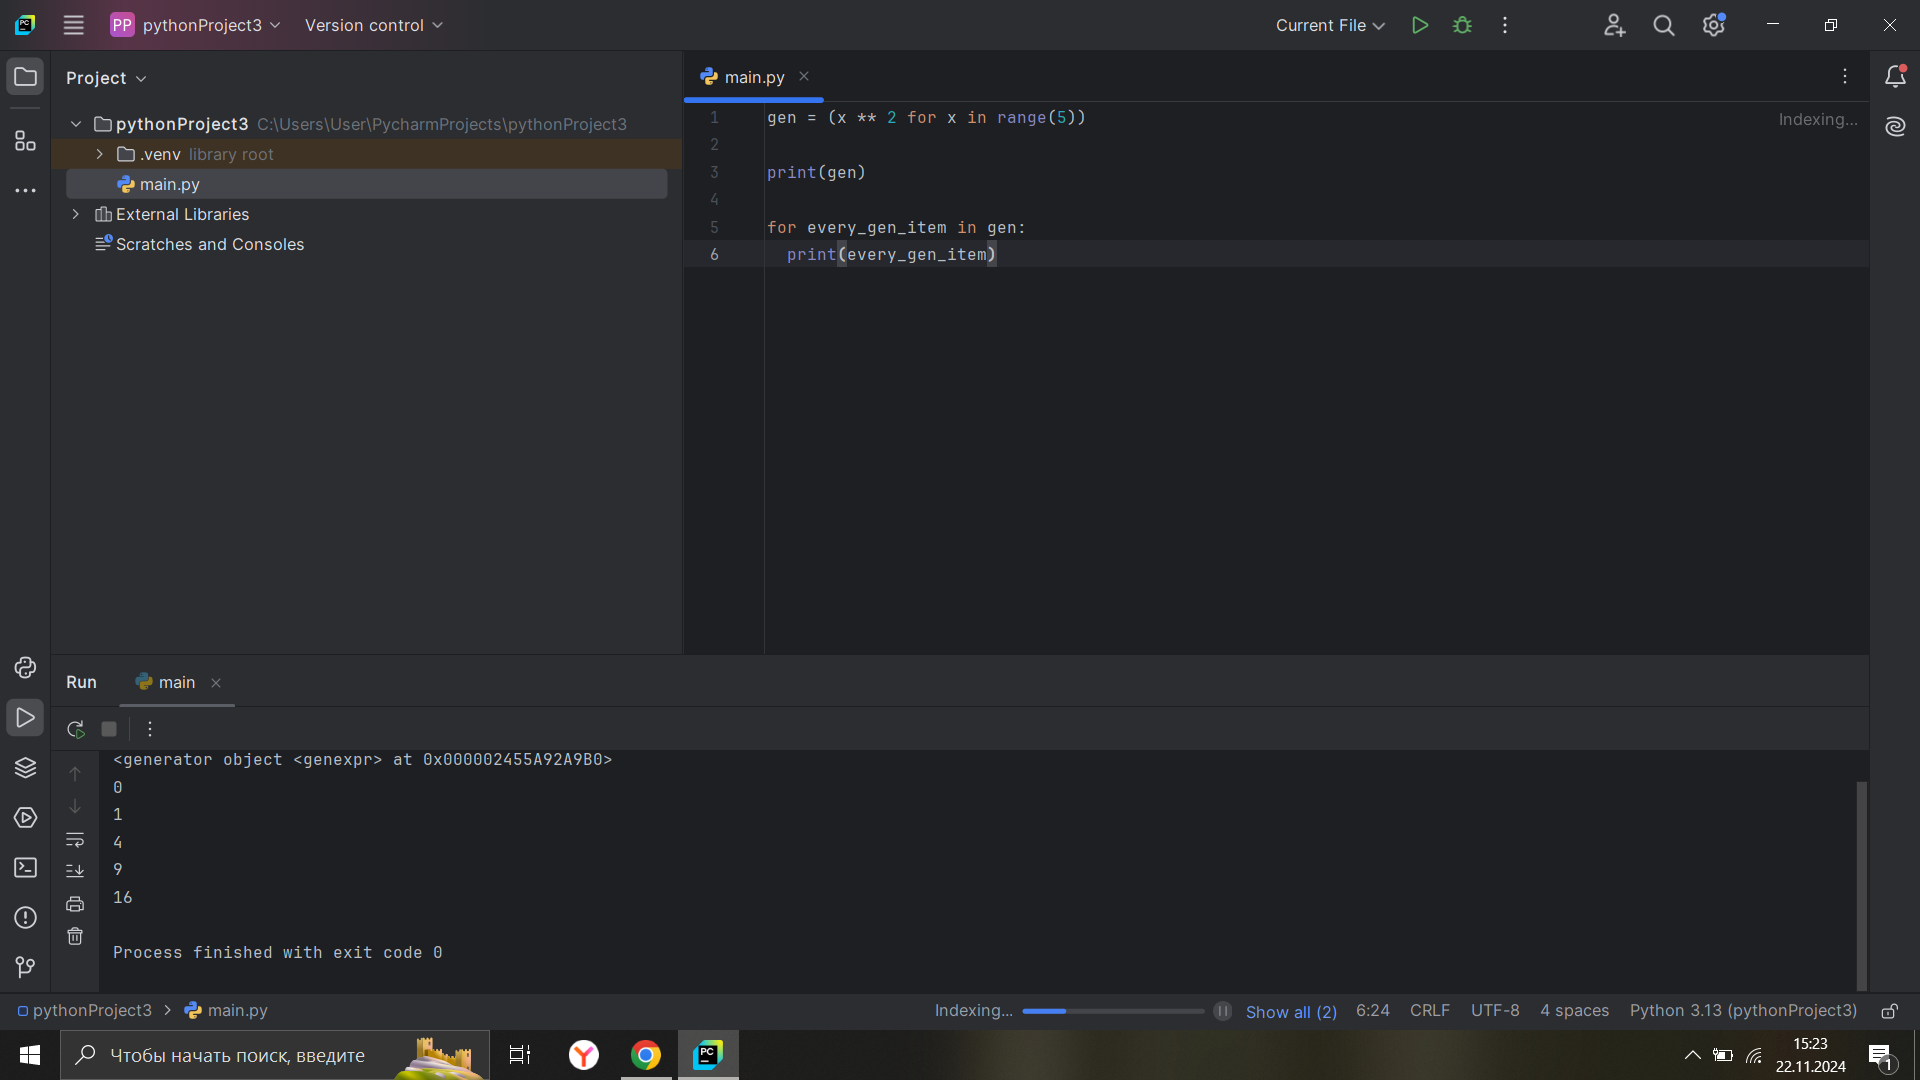 PP pythonProject3 Version control Current File
Project
main.py
pythonProject3 C:\Users\User\PycharmProjects\pythonProject3
.venv library root
main.py
External Libraries
Scratches and Consoles
1 gen = (x ** 2 for x in range(5))
Indexing...
2
3 print(gen)
4
5 for every_gen_item in gen:
6 print(every_gen_item)
Run main
<generator object <genexpr> at 0x000002455A92A9B0>
0
1
4
9
16
Process finished with exit code 0
pythonProject3 > main.py Indexing... Show all (2) 6:24 CRLF UTF-8 4 spaces Python 3.13 (pythonProject3)
Чтобы начать поиск, введите
PC
15:23
22.11.2024
1